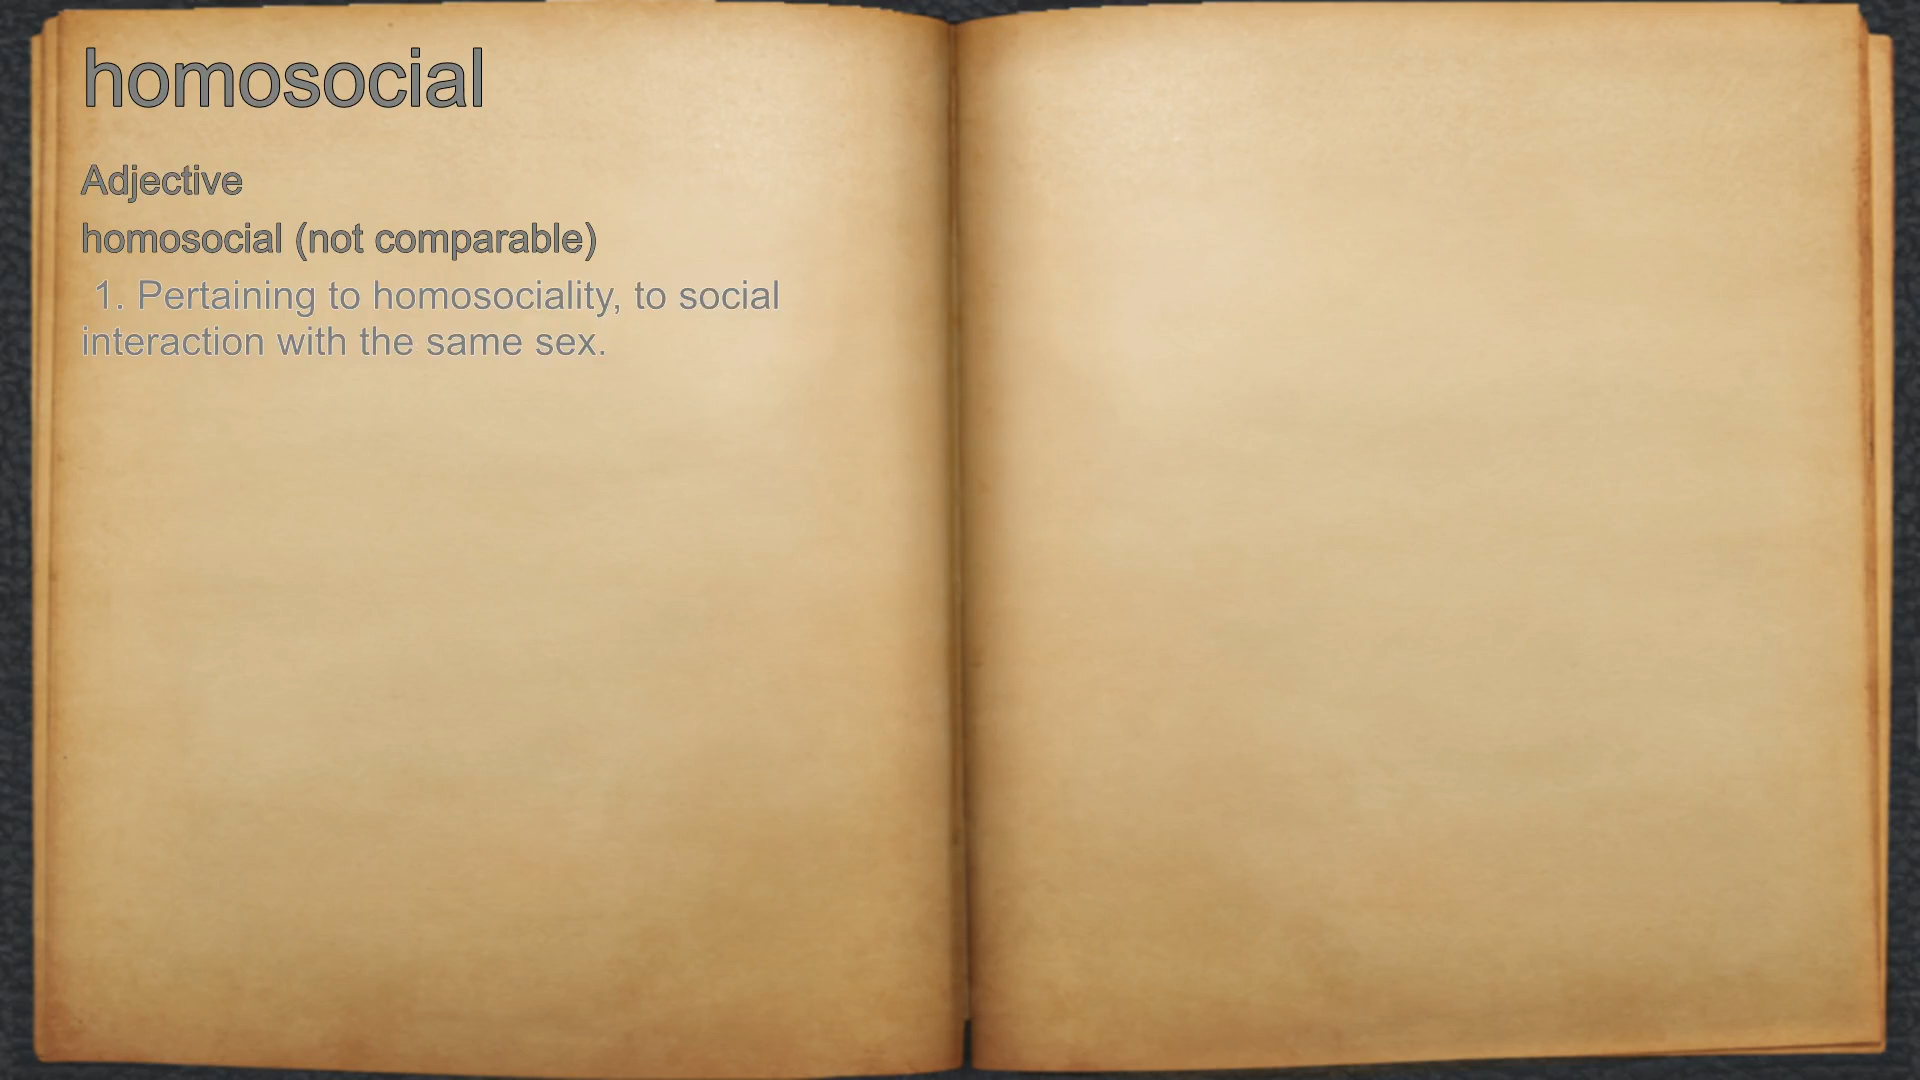 homosocial
Adjective
homosocial (not comparable)
1. Pertaining to homosociality, to social
interaction with the same sex.